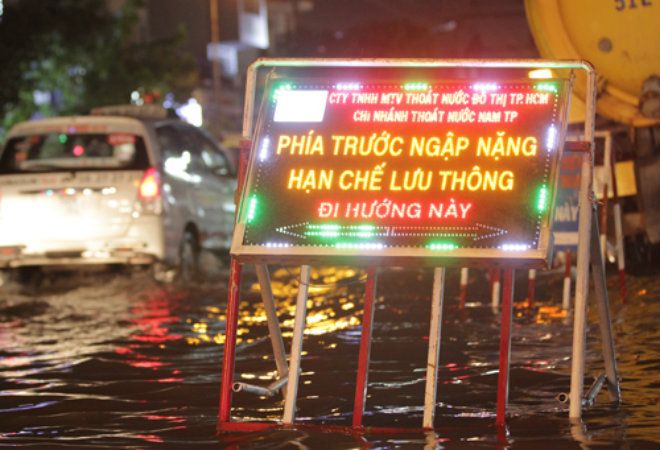 CTY TNHH MTV THOÁT NƯỚC ĐÔ THỊ TP.HCM
CHI NHÁNH THOÁT NƯỚC NAM TP
PHÍA TRƯỚC NGẬP NẶNG
HẠN CHẾ LƯU THÔNG
ĐI HƯỚNG NÀY